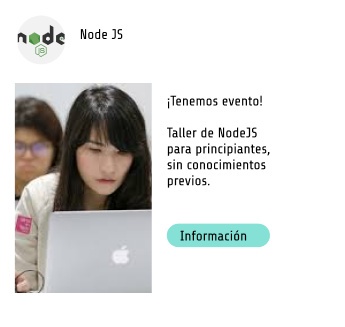 node
JS
Node JS
¡Tenemos evento!
Taller de NodeJS
para principiantes,
sin conocimientos
previos.
Información